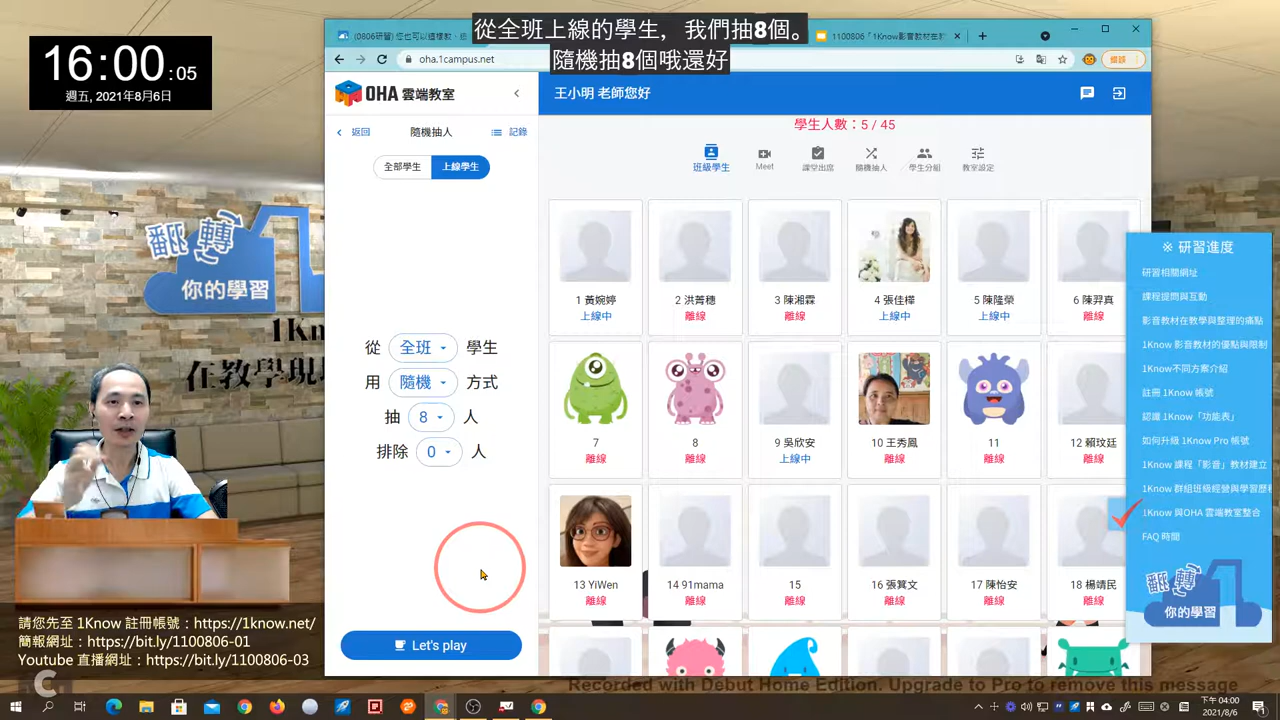 從全班上線的學生, 我們抽8個。
隨機抽8個哦還好
16:00:05
週五, 2021年8月6日
(0806研習) 您也可以這樣教、
1100806「1Know影音教材在教
oha.1campus.net
OHA 雲端教室
王小明 老師您好
返回
隨機抽人
記錄
全部學生
上線學生
從 全班 學生
用 隨機 方式
抽 8 人
排除 0 人
Let's play
學生人數：5 / 45
班級學生
Meet
課堂出席
隨機抽人
學生分組
教室設定
1 黃婉婷
上線中
2 洪菁穗
離線
3 陳湘霖
離線
4 張佳樺
上線中
5 陳隆榮
上線中
6 陳羿真
離線
7
離線
8
離線
9 吳欣安
上線中
10 王秀鳳
離線
11
離線
12 賴玟廷
離線
13 YiWen
離線
14 91mama
離線
15
離線
16 張簀文
離線
17 陳怡安
離線
18 楊靖民
離線
※ 研習進度
研習相關網址
課程提問與互動
影音教材在教學與整理的痛點
1Know 影音教材的優點與限制
1Know不同方案介紹
註冊 1Know 帳號
認識 1Know「功能表」
如何升級 1Know Pro 帳號
1Know 課程「影音」教材建立
1Know 群組班級經營與學習歷程
1Know 與OHA 雲端教室整合
FAQ 時間
翻轉
你的學習
翻轉
你的學習
1Know
在教學現
請您先至 1Know 註冊帳號：https://1know.net/
簡報網址：https://bit.ly/1100806-01
Youtube 直播網址：https://bit.ly/1100806-03
Recorded with Debut Home Edition. Upgrade to Pro to remove this message
下午 04:00
2021/8/6